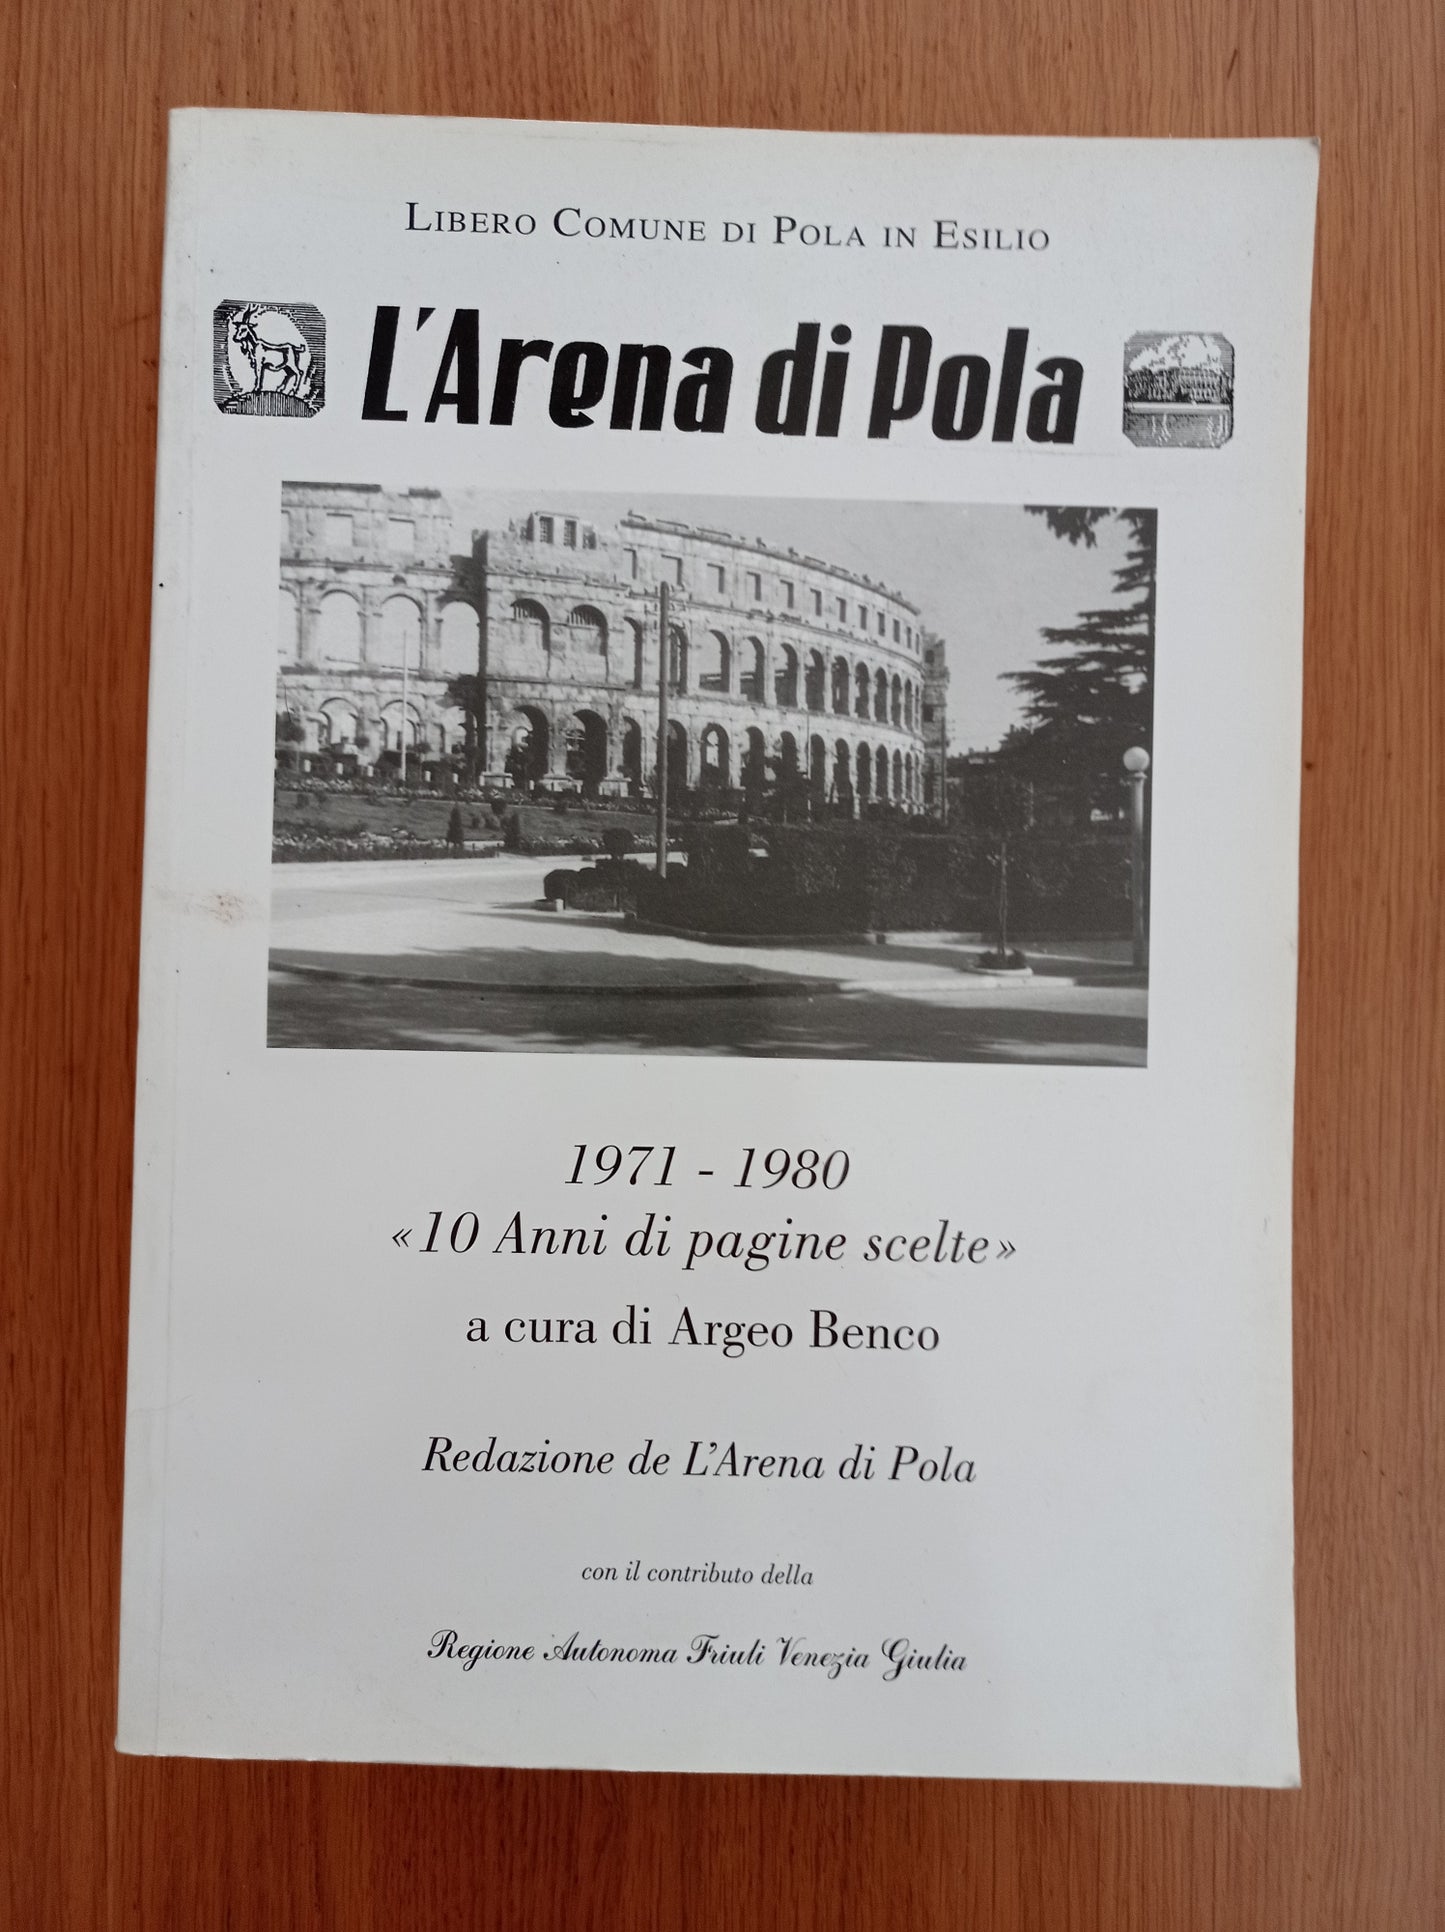 Libero Comune di Pola in Esilio
L'Arena di Pola
1971 - 1980
«10 Anni di pagine scelte»
a cura di Argeo Benco
Redazione de L'Arena di Pola
con il contributo della
Regione Autonoma Friuli Venezia Giulia